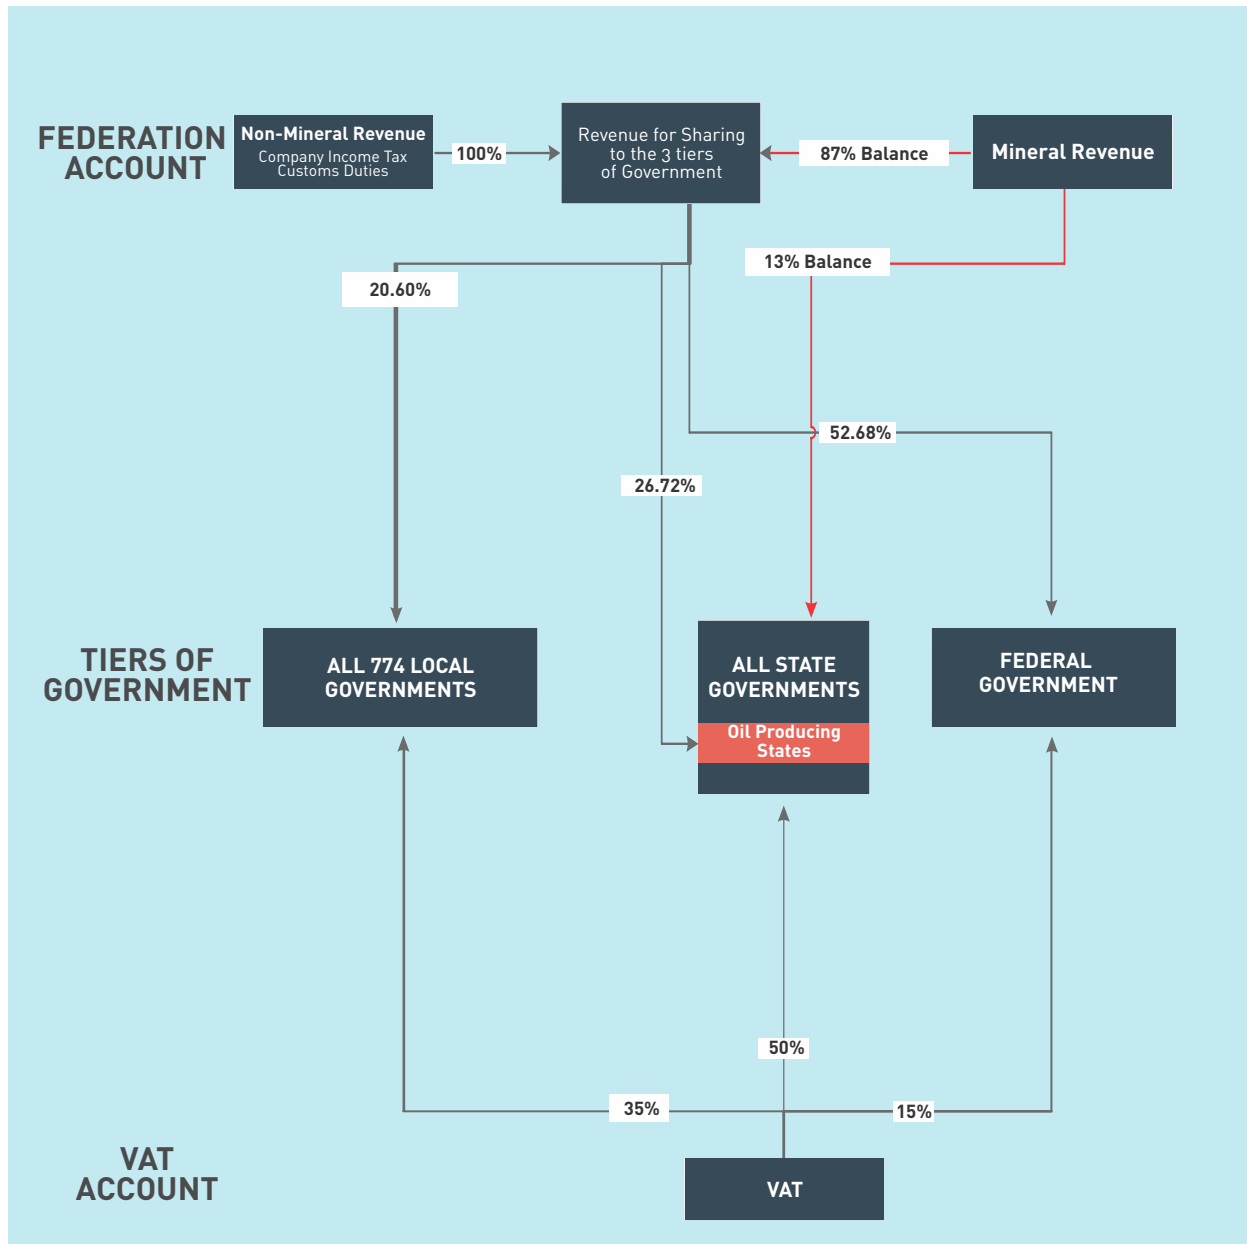 FEDERATION
ACCOUNT
Non-Mineral Revenue
Company Income Tax
Customs Duties
100%
Revenue for Sharing
to the 3 tiers
of Government
87% Balance
Mineral Revenue
13% Balance
20.60%
52.68%
26.72%
TIERS OF
GOVERNMENT
ALL 774 LOCAL
GOVERNMENTS
ALL STATE
GOVERNMENTS
Oil Producing
States
FEDERAL
GOVERNMENT
50%
35%
15%
VAT
ACCOUNT
VAT